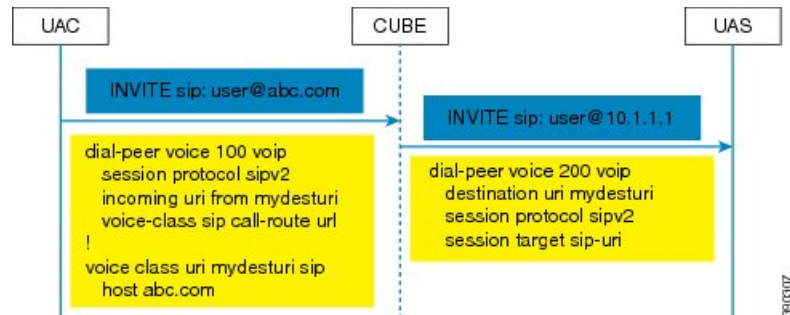 UAC
CUBE
UAS
INVITE sip: user@abc.com
INVITE sip: user@10.1.1.1
dial-peer voice 100 voip
session protocol sipv2
incoming uri from mydesturi
voice-class sip call-route url
!
voice class uri mydesturi sip
host abc.com
dial-peer voice 200 voip
destination uri mydesturi
session protocol sipv2
session target sip-uri
390307